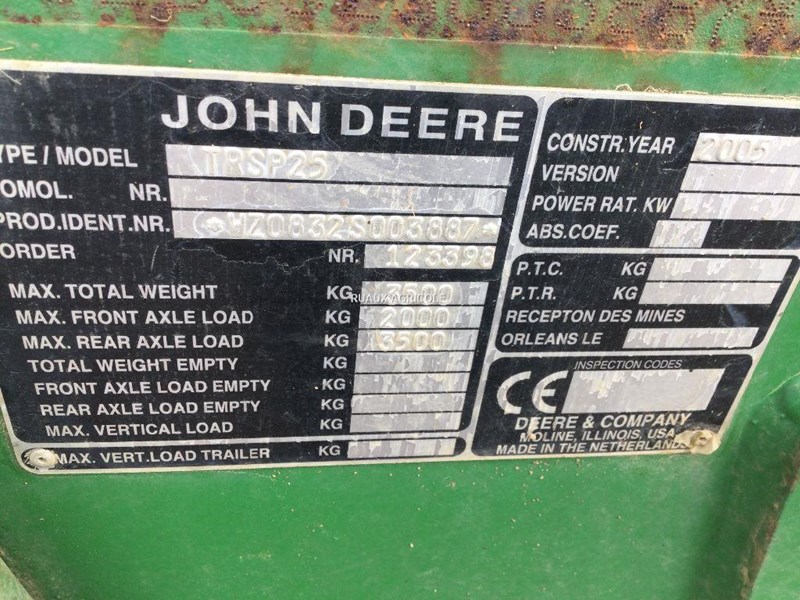 JOHN DEERE
YPE / MODEL TRSP25
OMOL. NR.
PROD.IDENT.NR.
ORDER NR. 123398
MAX. TOTAL WEIGHT KG 3500
MAX. FRONT AXLE LOAD KG 2000
MAX. REAR AXLE LOAD KG 3500
TOTAL WEIGHT EMPTY KG
FRONT AXLE LOAD EMPTY KG
REAR AXLE LOAD EMPTY KG
MAX. VERTICAL LOAD KG
MAX. VERT.LOAD TRAILER KG
CONSTR.YEAR 2005
VERSION
POWER RAT. KW
ABS.COEF.
P.T.C. KG
P.T.R. KG
RECEPTON DES MINES
ORLEANS LE
INSPECTION CODES
CE
DEERE & COMPANY
MOLINE, ILLINOIS, USA
MADE IN THE NETHERLANDS
RUAUX AGRICOLE